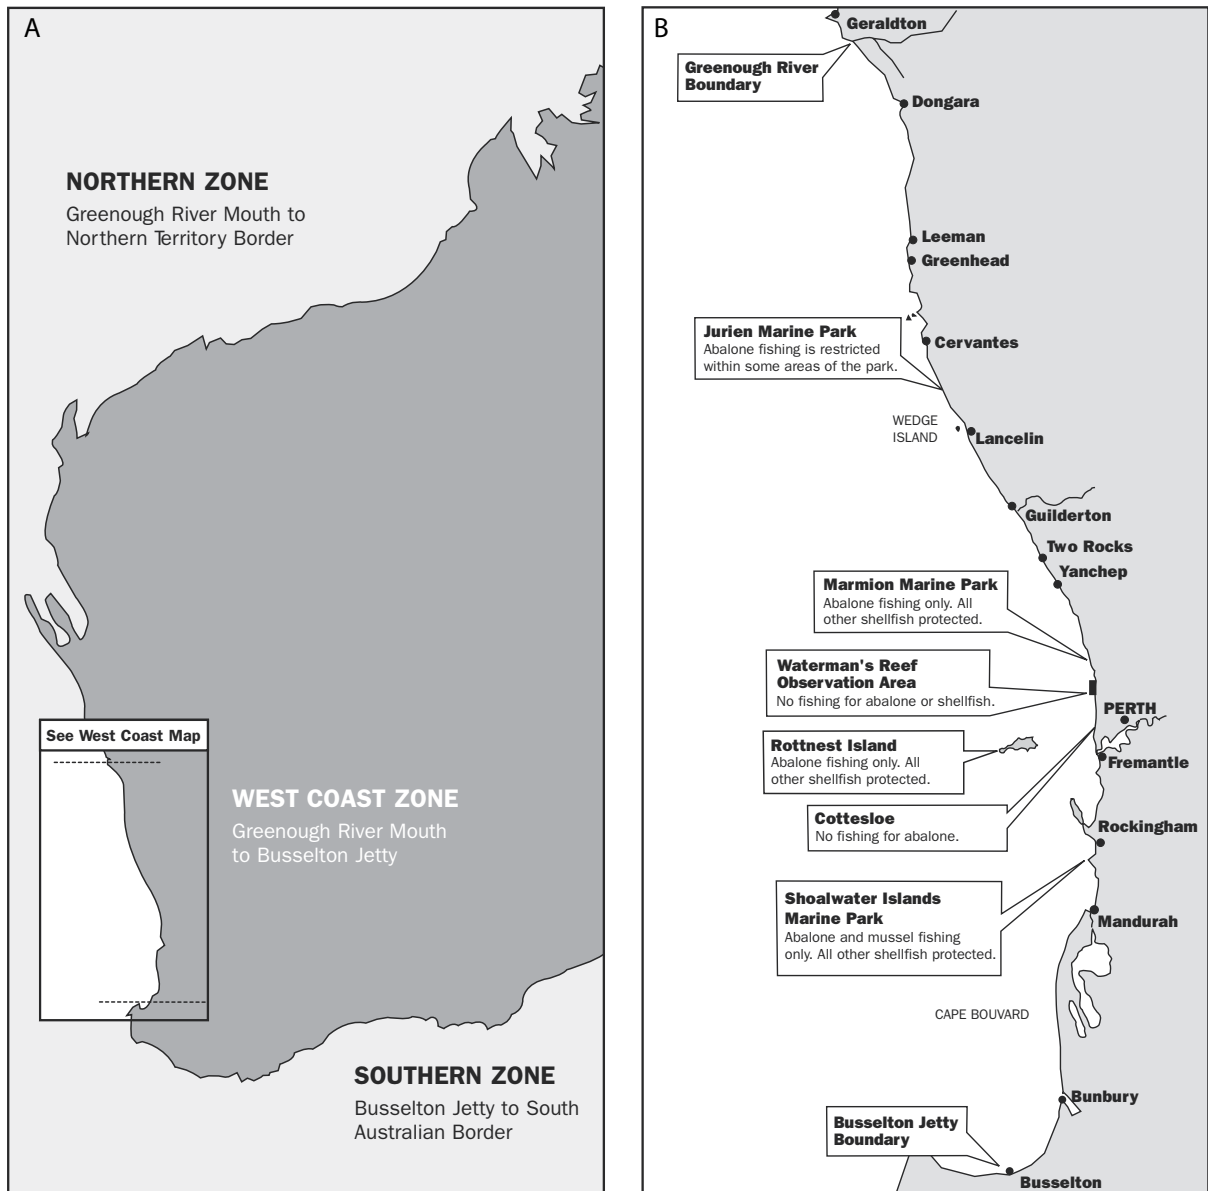 A
NORTHERN ZONE
Greenough River Mouth to
Northern Territory Border
See West Coast Map
WEST COAST ZONE
Greenough River Mouth
to Busselton Jetty
SOUTHERN ZONE
Busselton Jetty to South
Australian Border
B
Geraldton
Greenough River
Boundary
Dongara
Leeman
Greenhead
Jurien Marine Park
Abalone fishing is restricted
within some areas of the park.
Cervantes
WEDGE
ISLAND
Lancelin
Guilderton
Two Rocks
Yanchep
Marmion Marine Park
Abalone fishing only. All
other shellfish protected.
Waterman's Reef
Observation Area
No fishing for abalone or shellfish.
PERTH
Rottnest Island
Abalone fishing only. All
other shellfish protected.
Fremantle
Cottesloe
No fishing for abalone.
Rockingham
Shoalwater Islands
Marine Park
Abalone and mussel fishing
only. All other shellfish protected.
Mandurah
CAPE BOUVARD
Bunbury
Busselton Jetty
Boundary
Busselton